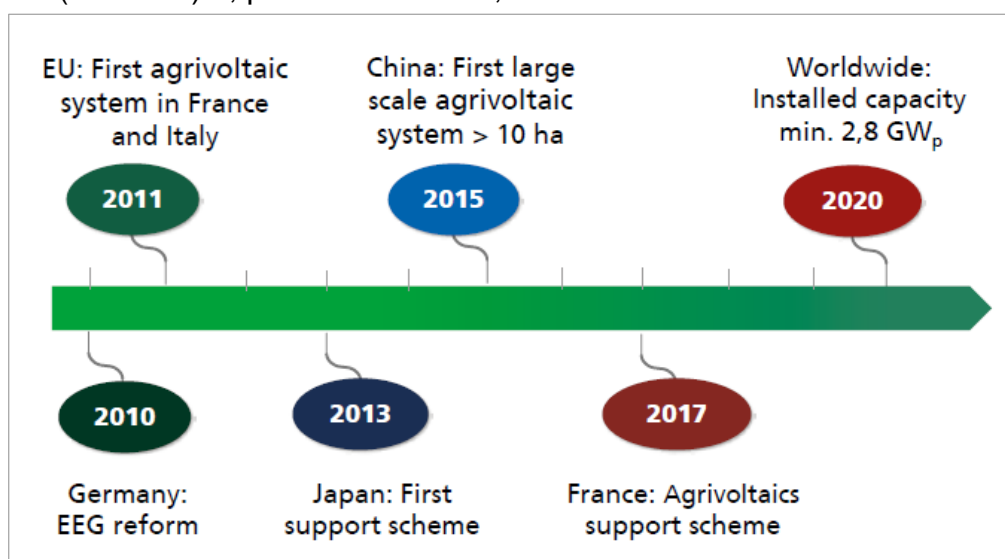 EU: First agrivoltaic
system in France
and Italy
2011
China: First large
scale agrivoltaic
system > 10 ha
2015
Worldwide:
Installed capacity
min. 2,8 GWp
2020
2010
Germany:
EEG reform
2013
Japan: First
support scheme
2017
France: Agrivoltaics
support scheme